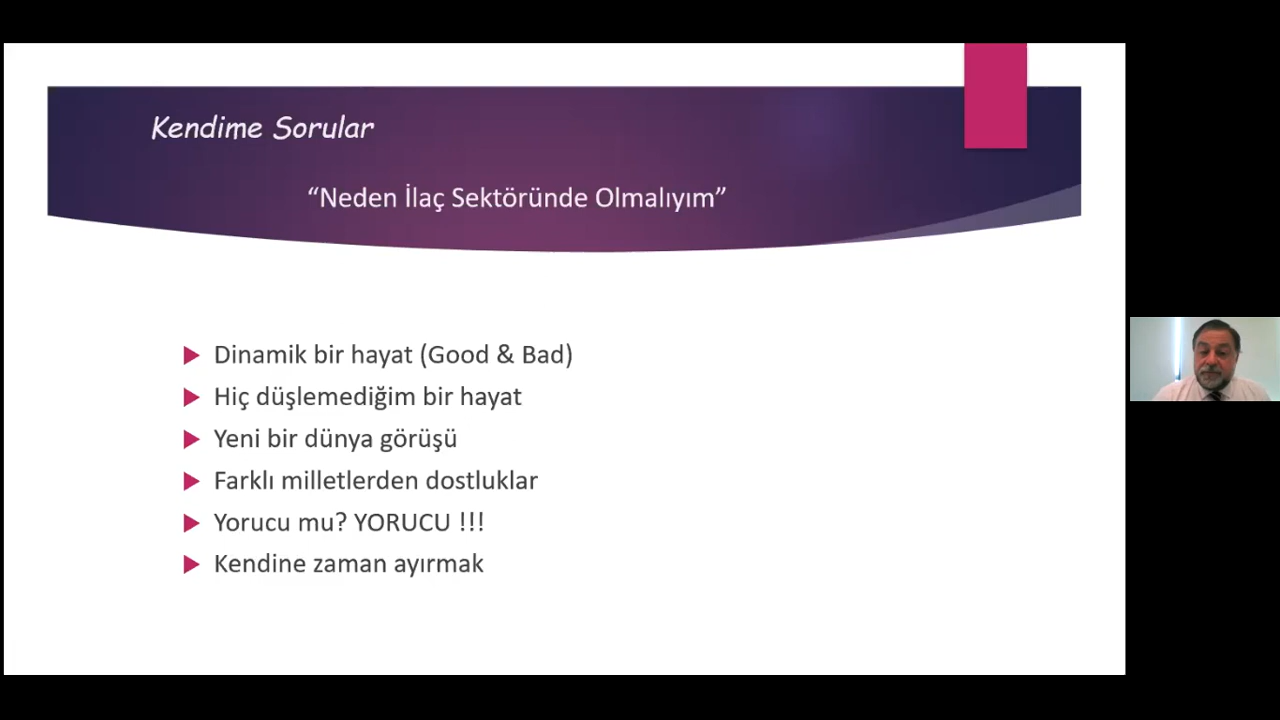 Kendime Sorular
“Neden İlaç Sektöründe Olmalıyım”
Dinamik bir hayat (Good & Bad)
Hiç düşlemediğim bir hayat
Yeni bir dünya görüşü
Farklı milletlerden dostluklar
Yorucu mu? YORUCU !!!
Kendine zaman ayırmak